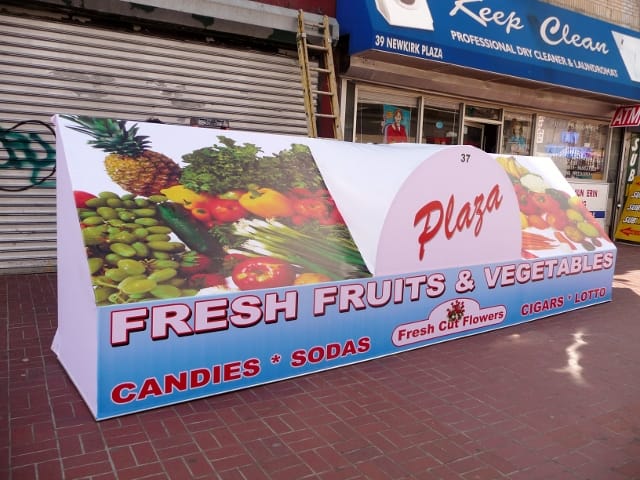 Keep Clean
39 NEWKIRK PLAZA
PROFESSIONAL DRY CLEANER & LAUNDROMAT
37
Plaza
FRESH FRUITS & VEGETABLES
CANDIES * SODAS
Fresh Cut Flowers
CIGARS * LOTTO